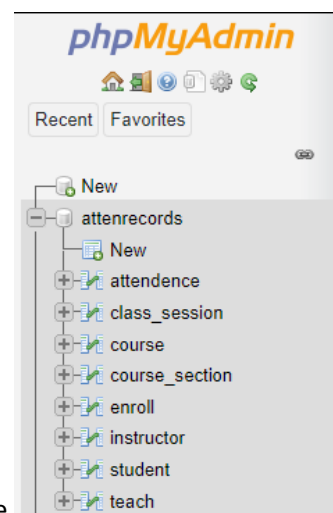 phpMyAdmin
Recent Favorites
New
attenrecords
New
attendence
class_session
course
course_section
enroll
instructor
student
teach
e